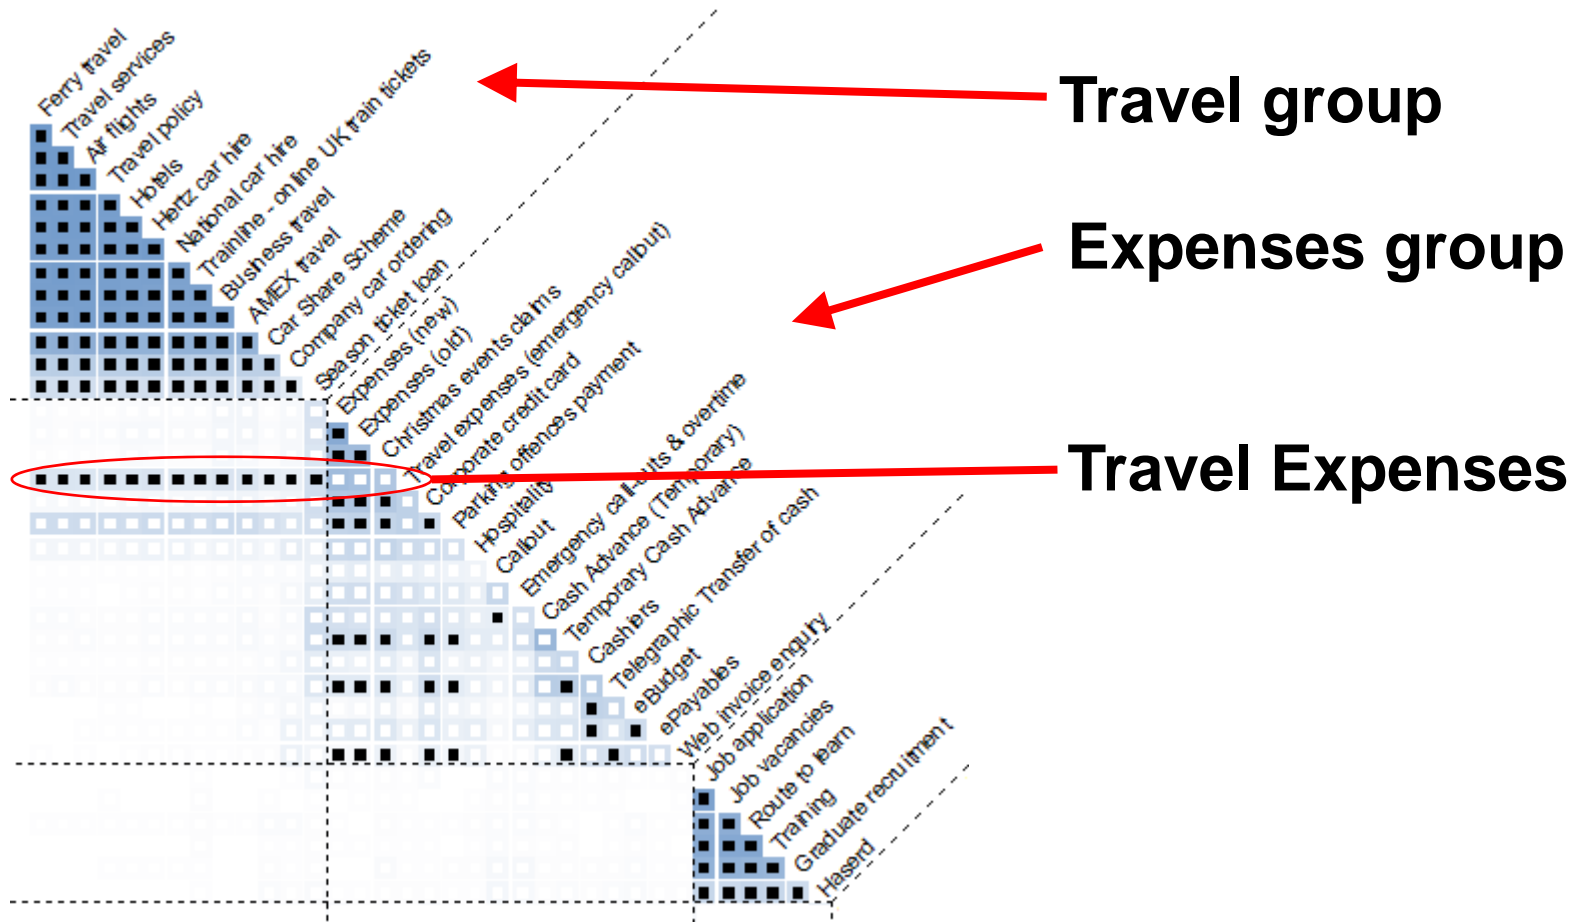 Ferry travel
Travel services
Air flights
Travel policy
Hotels
Hertz car hire
National car hire
Trainline - online UK train tickets
Business travel
AMEX travel
Car Share Scheme
Company car ordering
Season ticket loan
Expenses (new)
Expenses (old)
Christmas events claims
Travel expenses (emergency callout)
Corporate credit card
Parking offences payment
Hospitality
Callout
Emergency call-outs & overtime
Cash Advance (Temporary)
Temporary Cash Advance
Cashiers
Telegraphic Transfer of cash
eBudget
ePayables
Web invoice enquiry
Job application
Job vacancies
Route to learn
Training
Graduate recruitment
Haserd
Travel group
Expenses group
Travel Expenses